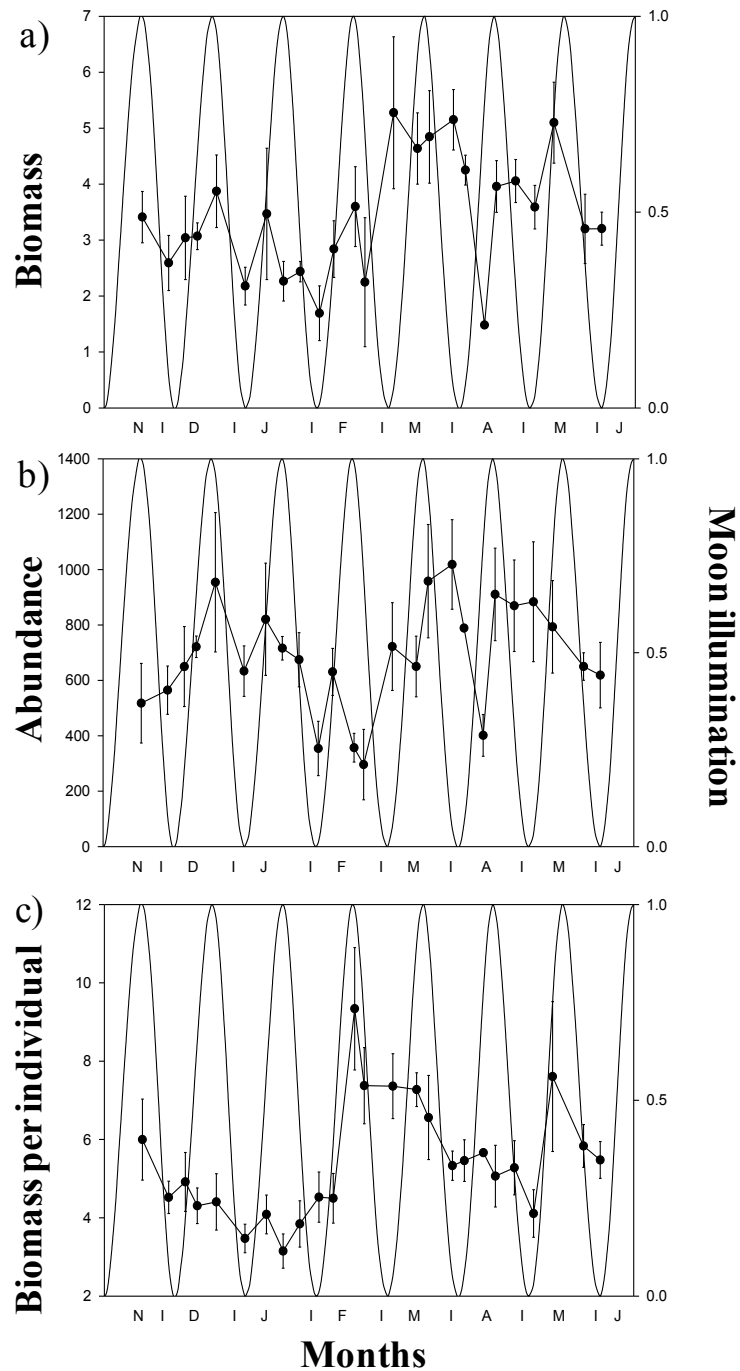 a)
7
6
5
4
3
2
1
0
Biomass
1.0
0.5
0.0
N I D I J I F I M I A I M I J
b)
1400
1200
1000
800
600
400
200
0
Abundance
1.0
0.5
0.0
Moon illumination
N I D I J I F I M I A I M I J
c)
12
10
8
6
4
2
Biomass per individual
1.0
0.5
0.0
N I D I J I F I M I A I M I J
Months